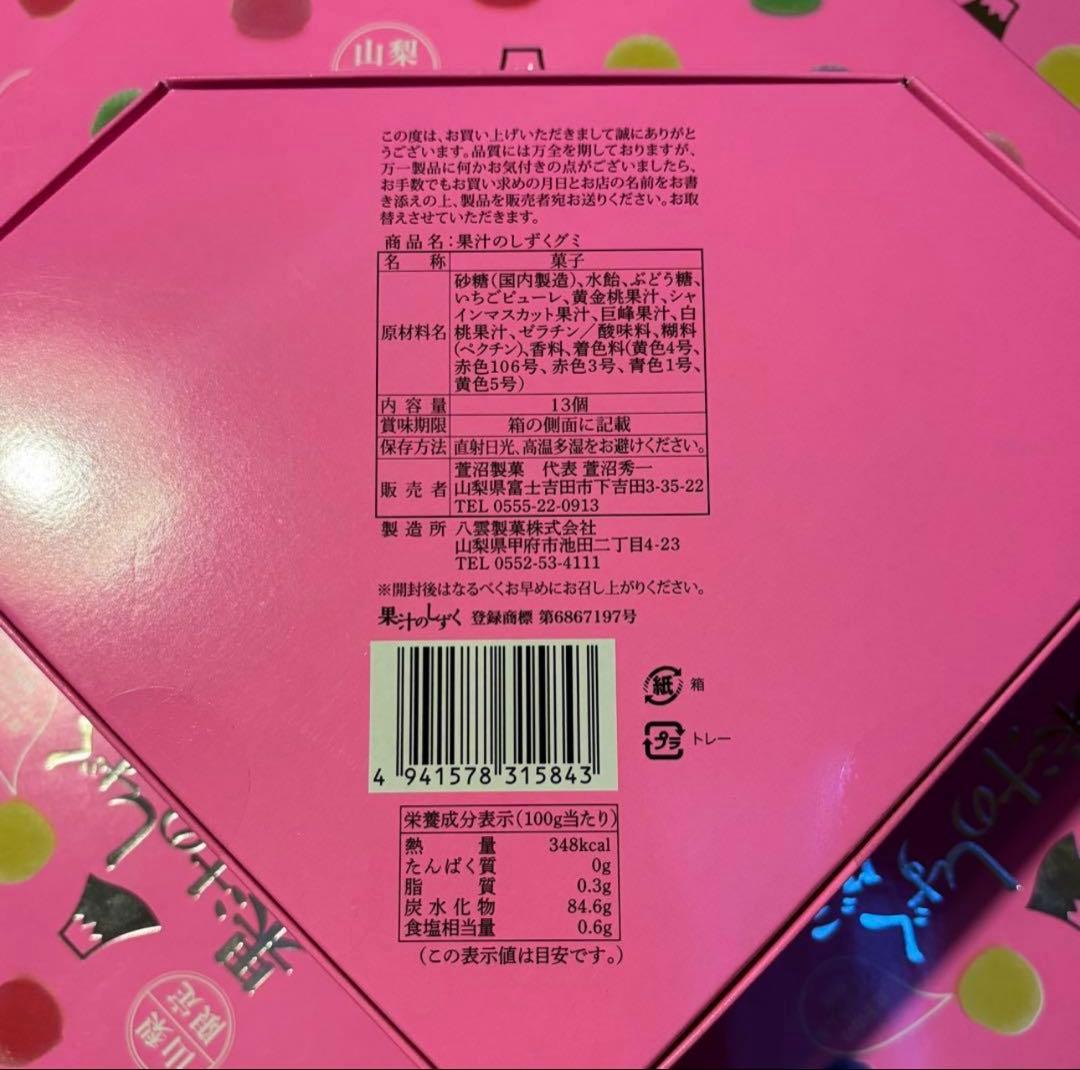 山梨
この度は、お買い上げいただきまして誠にありがと
うございます。品質には万全を期しておりますが、
万一製品に何かお気付きの点がございましたら、
お手数でもお買い求めの月日とお店の名前をお書
き添えの上、製品を販売者宛お送りください。お取
替えさせていただきます。
商品名:果汁のしずくグミ
名称 菓子
原材料名 砂糖(国内製造)、水飴、ぶどう糖、
いちごピューレ、黄金桃果汁、シャ
インマスカット果汁、巨峰果汁、白
桃果汁、ゼラチン/酸味料、糊料
(ペクチン)、香料、着色料(黄色4号、
赤色106号、赤色3号、青色1号、
黄色5号)
内容量 13個
賞味期限 箱の側面に記載
保存方法 直射日光、高温多湿をお避けください。
販売者 萱沼製菓 代表 萱沼秀一
山梨県富士吉田市下吉田3-35-22
TEL 0555-22-0913
製造所 八雲製菓株式会社
山梨県甲府市池田二丁目4-23
TEL 0552-53-4111
※開封後はなるべくお早めにお召し上がりください。
果汁のしずく 登録商標 第6867197号
紙 箱
プラ トレー
4 941578 315843
栄養成分表示(100g当たり)
熱量 348kcal
たんぱく質 0g
脂質 0.3g
炭水化物 84.6g
食塩相当量 0.6g
(この表示値は目安です。)
果汁のしずく
山梨
限定
果汁のしずく